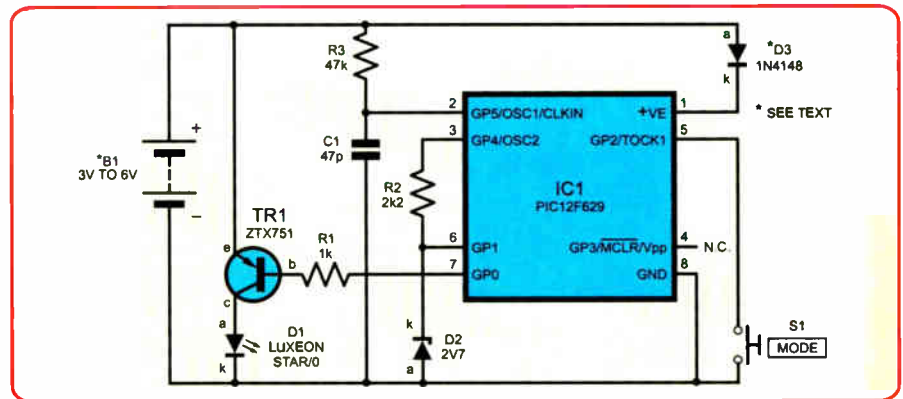 R3
47k
a
*D3
1N4148
k
2
GP5/OSC1/CLKIN
+VE
1
* SEE TEXT
3
GP4/OSC2
GP2/TOCK1
5
C1
47p
+
*B1
3V TO 6V
−
R2
2k2
IC1
PIC12F629
TR1
ZTX751
R1
1k
e
b
c
6
GP1
GP3/MCLR/Vpp
4
N.C.
7
GP0
GND
8
a
D1
LUXEON
STAR/0
k
k
D2
2V7
a
S1
MODE